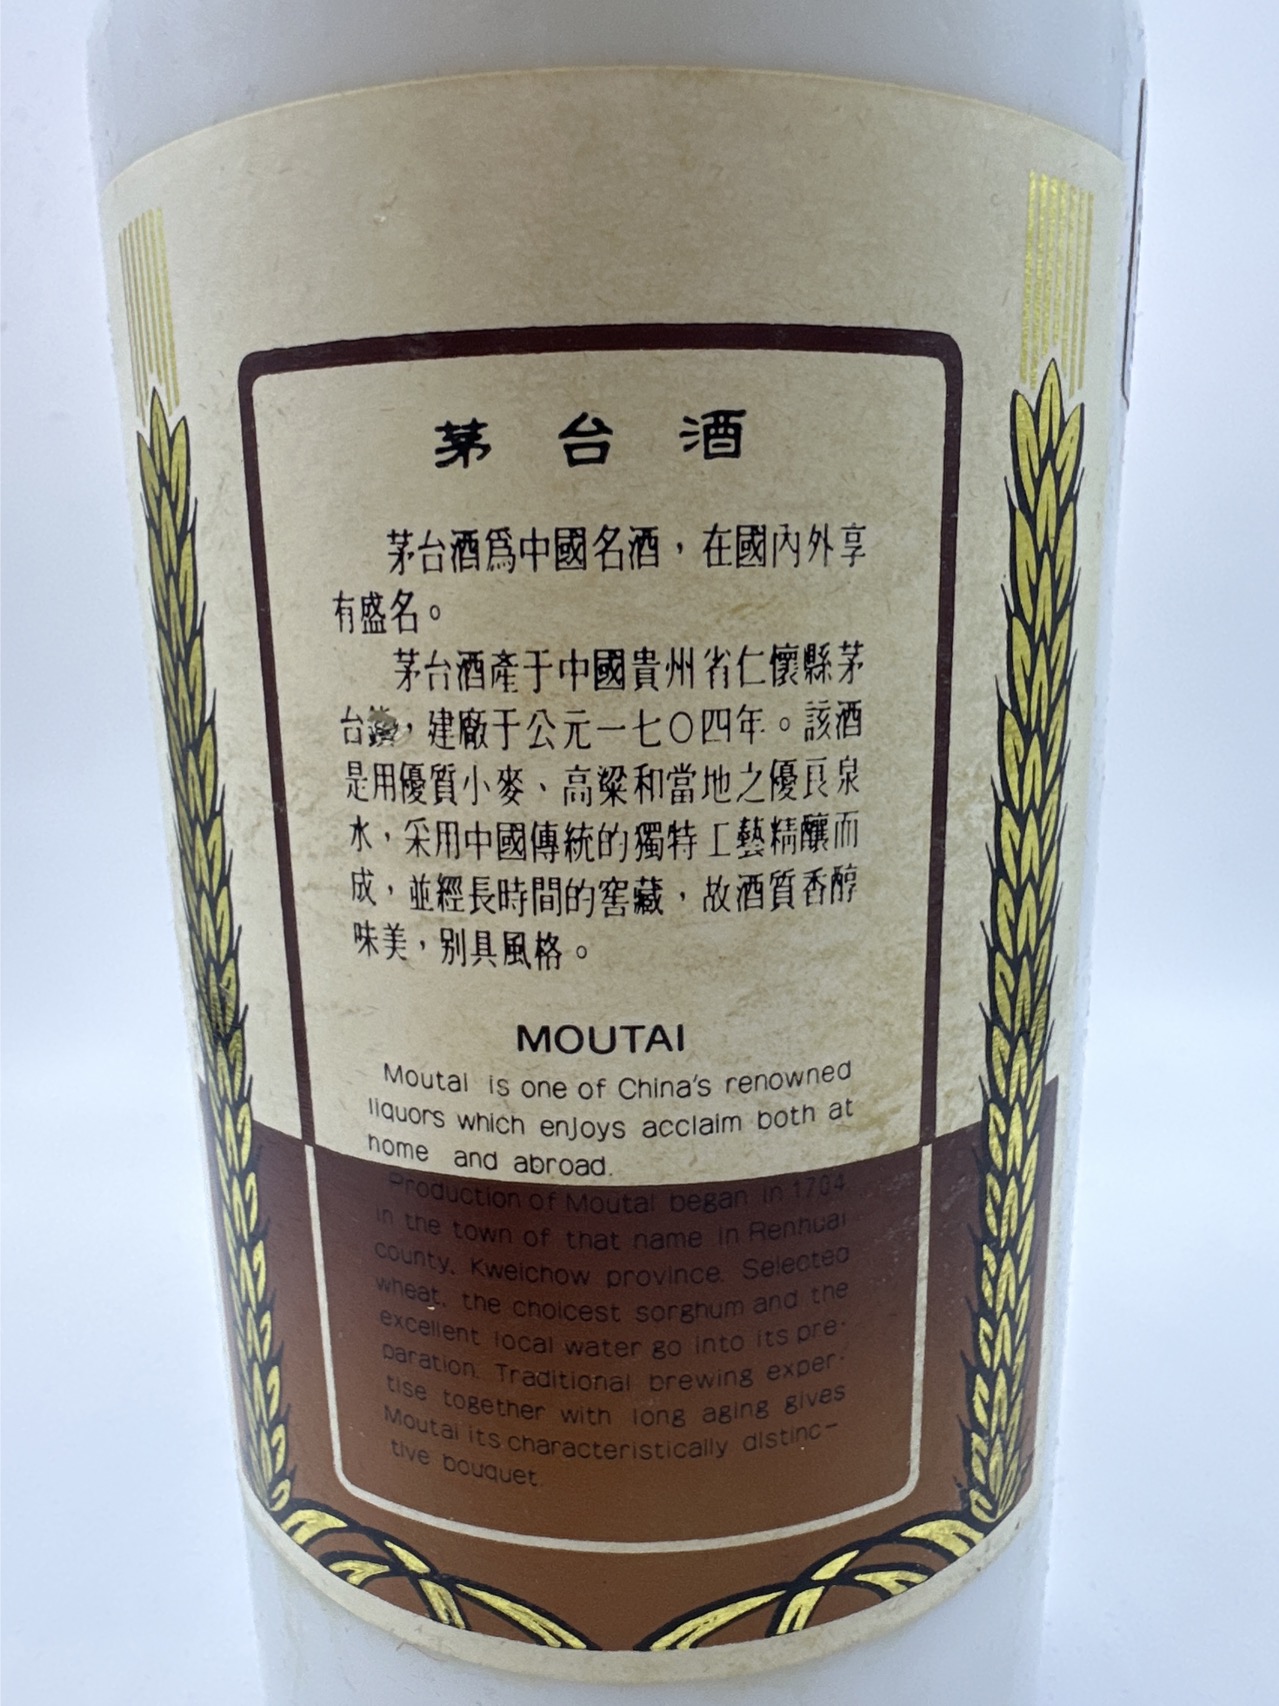 茅台酒
茅台酒爲中國名酒，在國內外享
有盛名。
茅台酒產于中國貴州省仁懷縣茅
台鎮，建廠于公元一七〇四年。該酒
是用優質小麥、高粱和當地之優良泉
水，采用中國傳統的獨特工藝精釀而
成，並經長時間的窖藏，故酒質香醇
味美，别具風格。
MOUTAI
Moutai is one of China's renowned
liquors which enjoys acclaim both at
home and abroad.
Production of Moutai began in 1704
in the town of that name in Renhuai
county, Kweichow province. Selected
wheat, the choicest sorghum and the
excellent local water go into its pre-
paration. Traditional brewing exper-
tise together with long aging gives
Moutai its characteristically distinc-
tive bouquet.